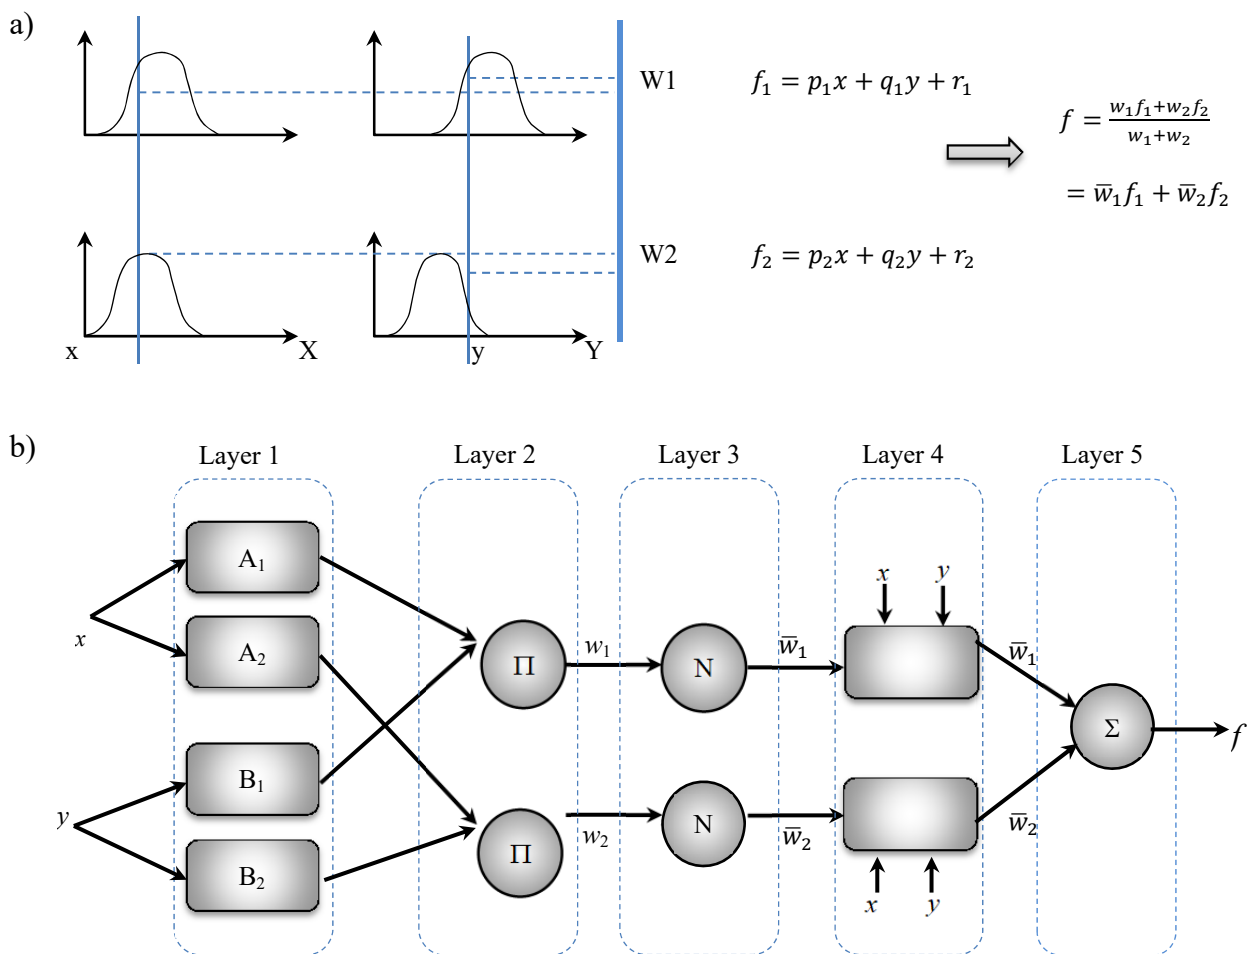 a)
W1
f₁ = p₁x + q₁y + r₁
f = (w₁f₁+w₂f₂)/(w₁+w₂)
= w̅₁f₁ + w̅₂f₂
W2
f₂ = p₂x + q₂y + r₂
x X y Y
b)
Layer 1 Layer 2 Layer 3 Layer 4 Layer 5
A₁
x y
x
A₂
Π w₁ N w̅₁ w̅₁
Σ f
B₁
y
w₂ w̅₂ w̅₂
Π N
B₂
x y